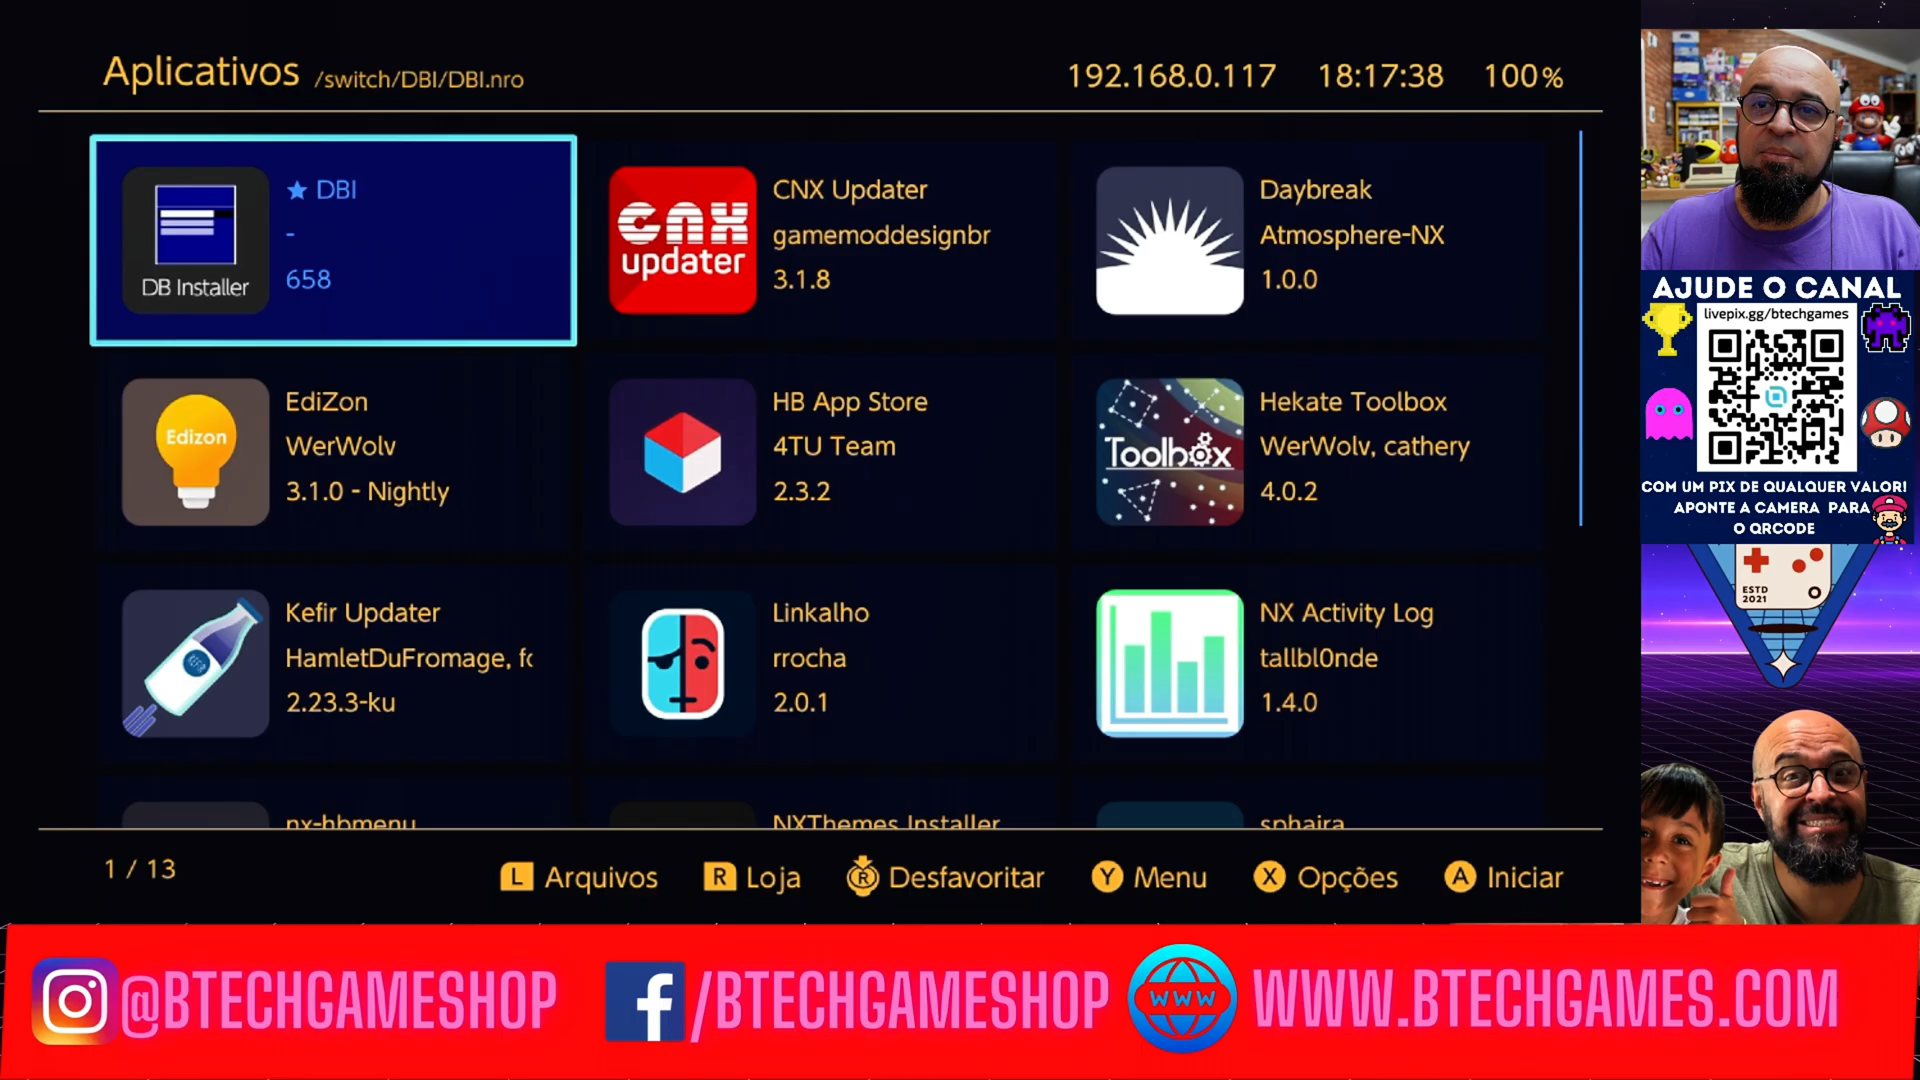 Aplicativos /switch/DBI/DBI.nro
192.168.0.117 18:17:38 100%
DB Installer
★ DBI
-
658
CNX
updater
CNX Updater
gamemoddesignbr
3.1.8
Daybreak
Atmosphere-NX
1.0.0
Edizon
EdiZon
WerWolv
3.1.0 - Nightly
HB App Store
4TU Team
2.3.2
Toolbox
Hekate Toolbox
WerWolv, cathery
4.0.2
Kefir Updater
HamletDuFromage, fo
2.23.3-ku
Linkalho
rrocha
2.0.1
NX Activity Log
tallbl0nde
1.4.0
nx-hbmenu
NXThemes Installer
sphaira
1 / 13
L Arquivos
R Loja
R Desfavoritar
Y Menu
X Opções
A Iniciar
AJUDE O CANAL
livepix.gg/btechgames
COM UM PIX DE QUALQUER VALOR!
APONTE A CAMERA PARA
O QRCODE
ESTD
2021
@BTECHGAMESHOP
/BTECHGAMESHOP
WWW
WWW.BTECHGAMES.COM